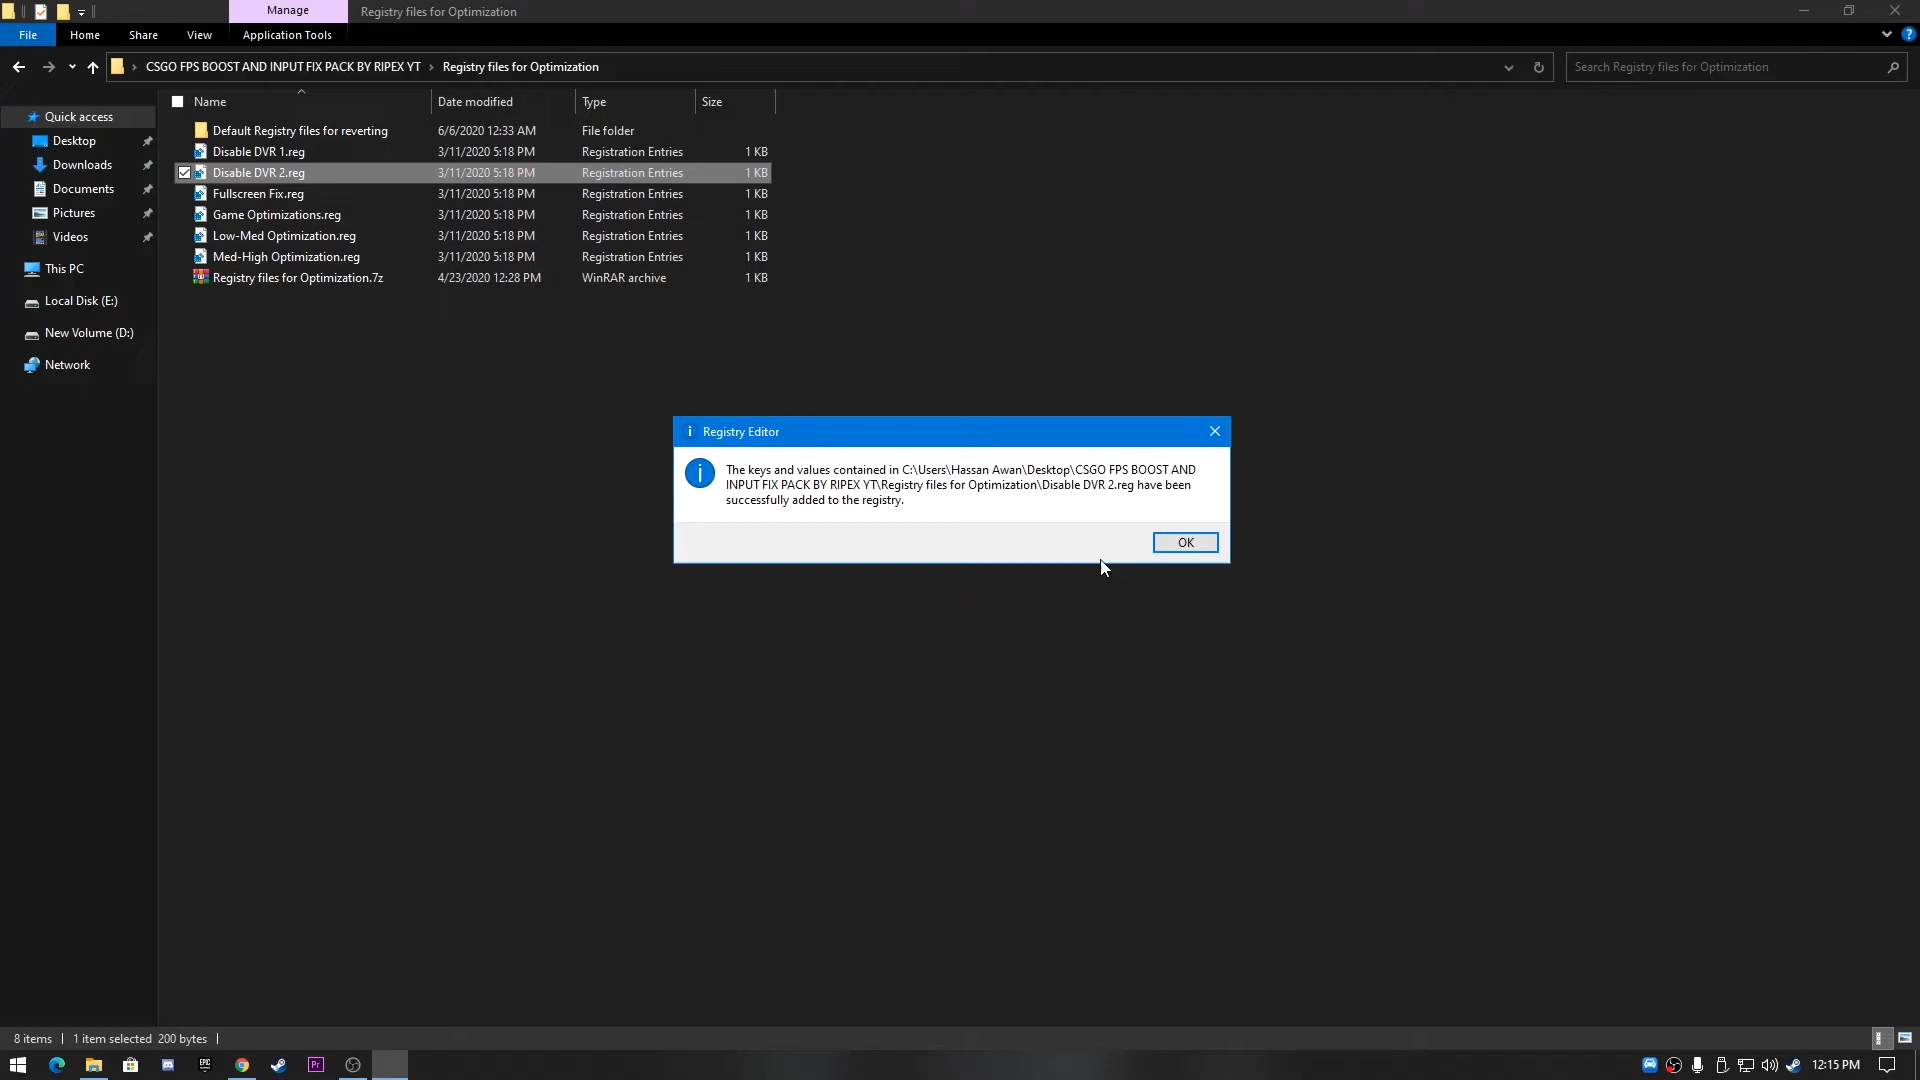 Manage
Registry files for Optimization
File
Home
Share
View
Application Tools
CSGO FPS BOOST AND INPUT FIX PACK BY RIPEX YT
Registry files for Optimization
Search Registry files for Optimization
Name
Date modified
Type
Size
Quick access
Desktop
Downloads
Documents
Pictures
Videos
This PC
Local Disk (E:)
New Volume (D:)
Network
Default Registry files for reverting 6/6/2020 12:33 AM File folder
Disable DVR 1.reg 3/11/2020 5:18 PM Registration Entries 1 KB
Disable DVR 2.reg 3/11/2020 5:18 PM Registration Entries 1 KB
Fullscreen Fix.reg 3/11/2020 5:18 PM Registration Entries 1 KB
Game Optimizations.reg 3/11/2020 5:18 PM Registration Entries 1 KB
Low-Med Optimization.reg 3/11/2020 5:18 PM Registration Entries 1 KB
Med-High Optimization.reg 3/11/2020 5:18 PM Registration Entries 1 KB
Registry files for Optimization.7z 4/23/2020 12:28 PM WinRAR archive 1 KB
Registry Editor
The keys and values contained in C:\Users\Hassan Awan\Desktop\CSGO FPS BOOST AND
INPUT FIX PACK BY RIPEX YT\Registry files for Optimization\Disable DVR 2.reg have been
successfully added to the registry.
OK
8 items
1 item selected 200 bytes
EPIC
Pr
12:15 PM